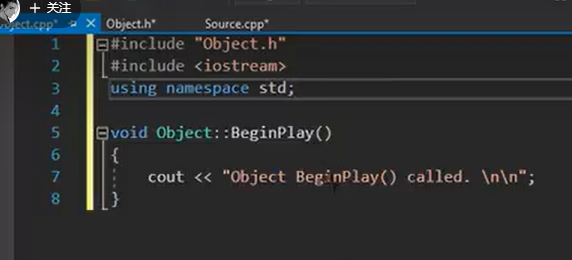 + 关注
Object.cpp* Object.h* Source.cpp*
1 #include "Object.h"
2 #include <iostream>
3 using namespace std;
4
5 void Object::BeginPlay()
6 {
7 cout << "Object BeginPlay() called. \n\n";
8 }